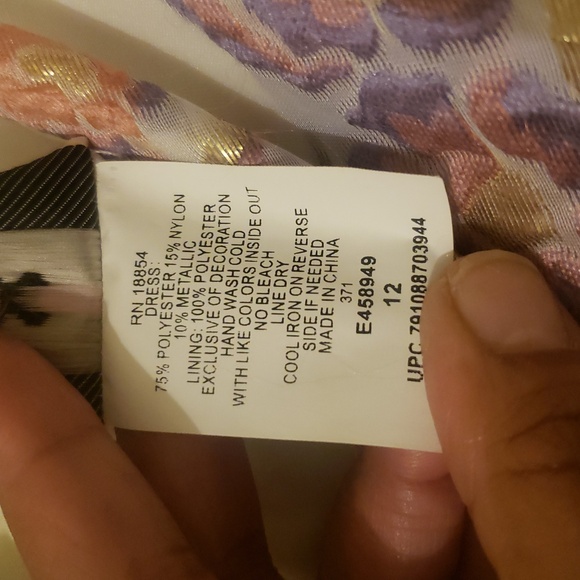 RN 18854
DRESS:
75% POLYESTER 15% NYLON
10% METALLIC
LINING: 100% POLYESTER
EXCLUSIVE OF DECORATION
HAND WASH COLD
WITH LIKE COLORS INSIDE OUT
NO BLEACH
LINE DRY
COOL IRON ON REVERSE
SIDE IF NEEDED
MADE IN CHINA
371
E458949
12
UPC 791088703944